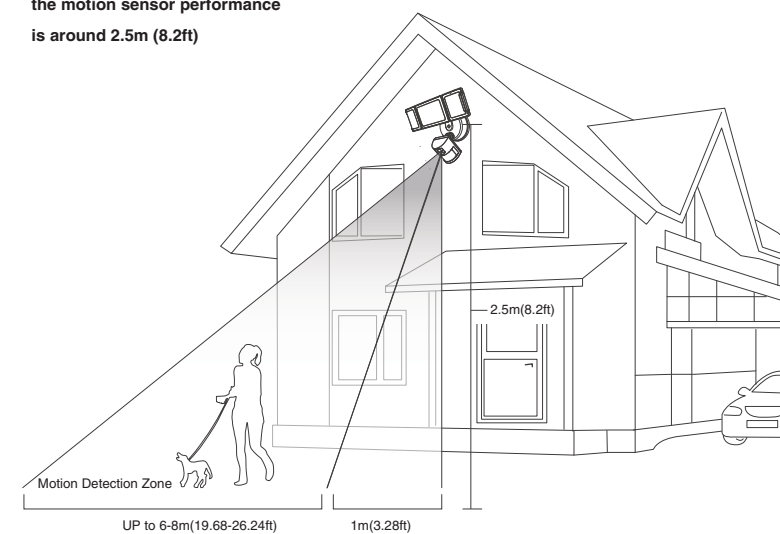 the motion sensor performance
is around 2.5m (8.2ft)
2.5m(8.2ft)
Motion Detection Zone
UP to 6-8m(19.68-26.24ft)
1m(3.28ft)